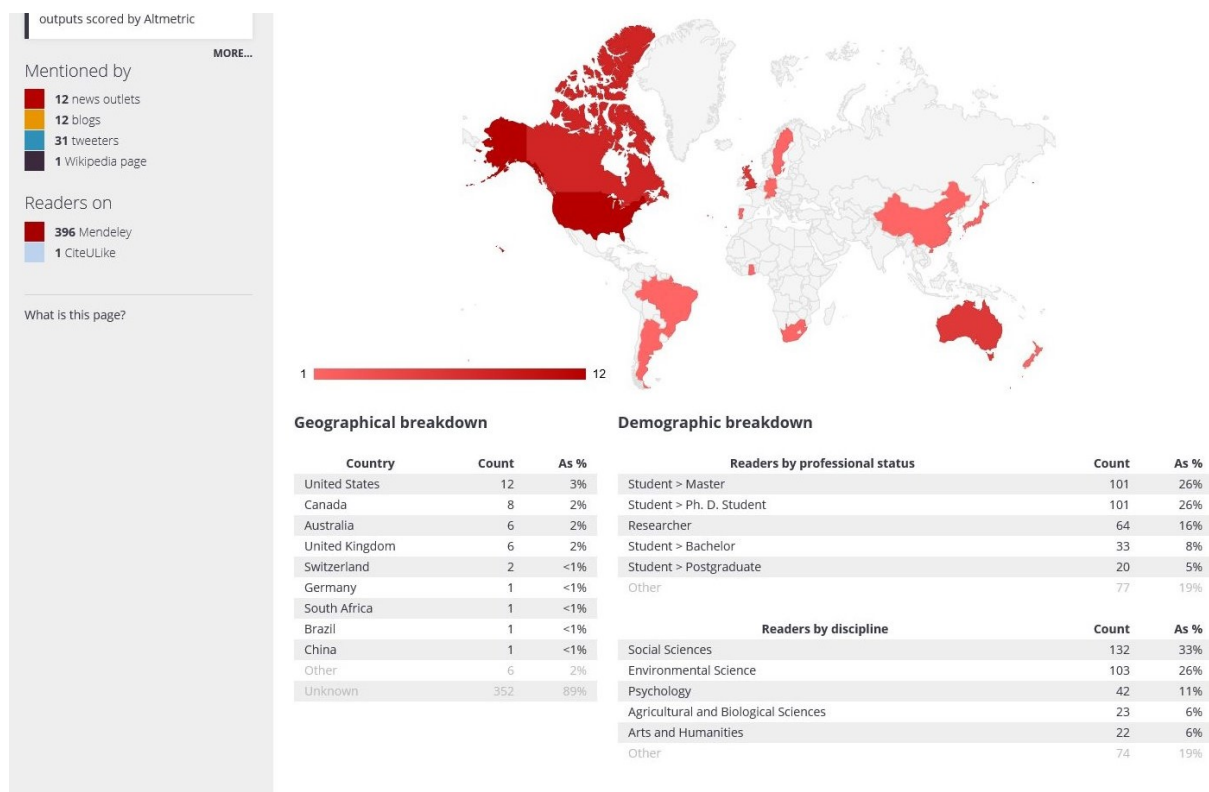 outputs scored by Altmetric
MORE...
Mentioned by
12 news outlets
12 blogs
31 tweeters
1 Wikipedia page
Readers on
396 Mendeley
1 CiteULike
What is this page?
1 12
Geographical breakdown
Country Count As %
United States 12 3%
Canada 8 2%
Australia 6 2%
United Kingdom 6 2%
Switzerland 2 <1%
Germany 1 <1%
South Africa 1 <1%
Brazil 1 <1%
China 1 <1%
Other 6 2%
Unknown 352 89%
Demographic breakdown
Readers by professional status Count As %
Student > Master 101 26%
Student > Ph. D. Student 101 26%
Researcher 64 16%
Student > Bachelor 33 8%
Student > Postgraduate 20 5%
Other 77 19%
Readers by discipline Count As %
Social Sciences 132 33%
Environmental Science 103 26%
Psychology 42 11%
Agricultural and Biological Sciences 23 6%
Arts and Humanities 22 6%
Other 74 19%